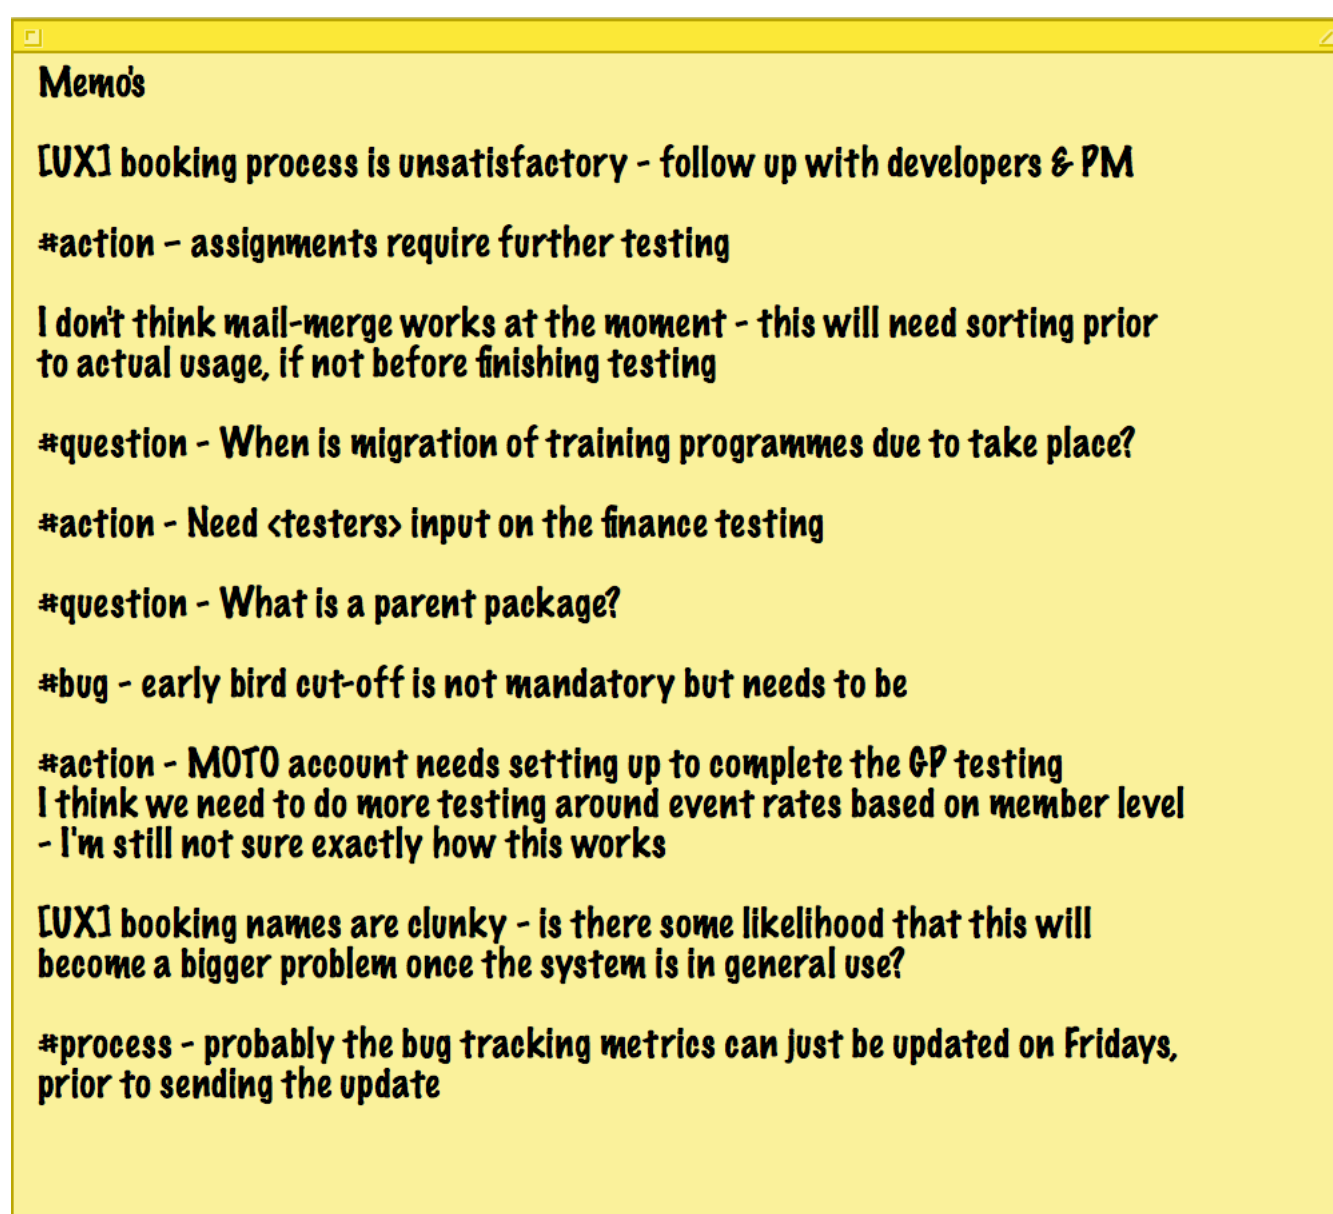 Memo's
[UX] booking process is unsatisfactory - follow up with developers & PM
#action - assignments require further testing
I don't think mail-merge works at the moment - this will need sorting prior
to actual usage, if not before finishing testing
#question - When is migration of training programmes due to take place?
#action - Need <testers> input on the finance testing
#question - What is a parent package?
#bug - early bird cut-off is not mandatory but needs to be
#action - MOTO account needs setting up to complete the GP testing
I think we need to do more testing around event rates based on member level
- I'm still not sure exactly how this works
[UX] booking names are clunky - is there some likelihood that this will
become a bigger problem once the system is in general use?
#process - probably the bug tracking metrics can just be updated on Fridays,
prior to sending the update